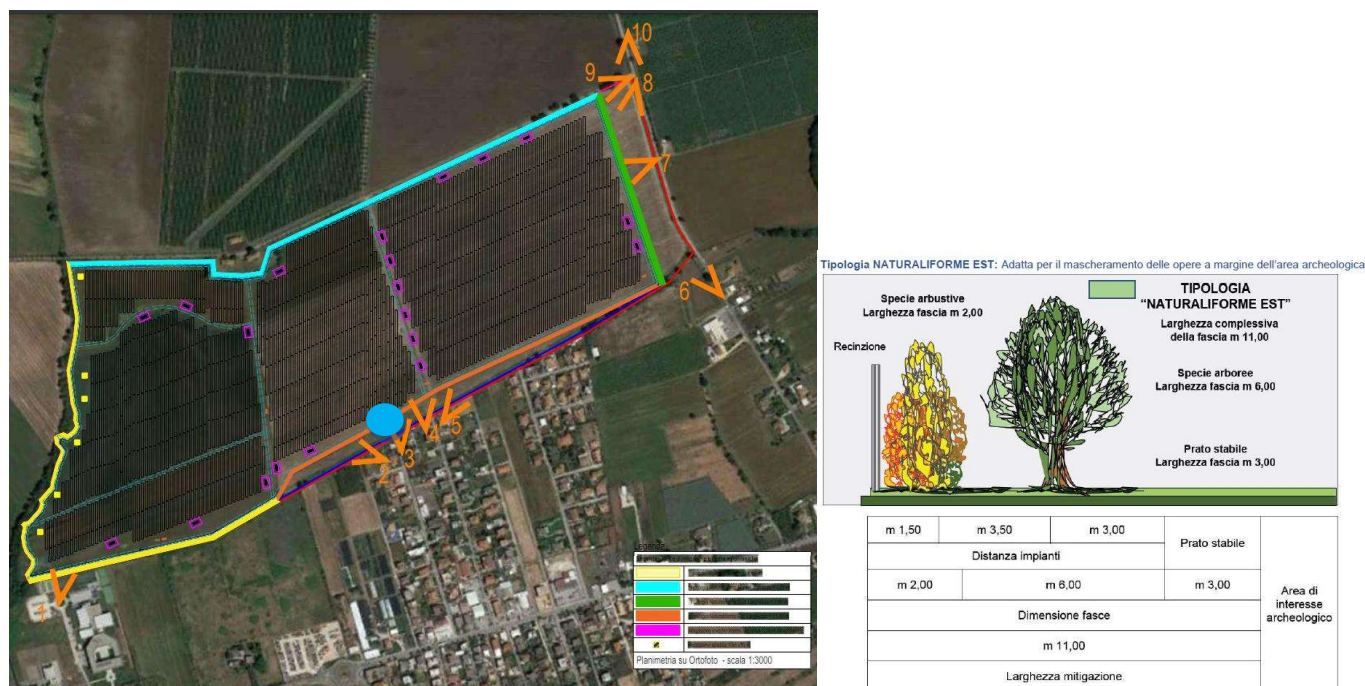 10
9
8
7
6
5
4
3
2
1
Legenda
Planimetria su Ortofoto - scala 1:3000
Tipologia NATURALIFORME EST: Adatta per il mascheramento delle opere a margine dell'area archeologica
TIPOLOGIA
"NATURALIFORME EST"
Specie arbustive
Larghezza fascia m 2,00
Larghezza complessiva
della fascia m 11,00
Recinzione
Specie arboree
Larghezza fascia m 6,00
Prato stabile
Larghezza fascia m 3,00
m 1,50 m 3,50 m 3,00 Prato stabile
Distanza impianti
m 2,00 m 6,00 m 3,00
Area di
interesse
archeologico
Dimensione fasce
m 11,00
Larghezza mitigazione